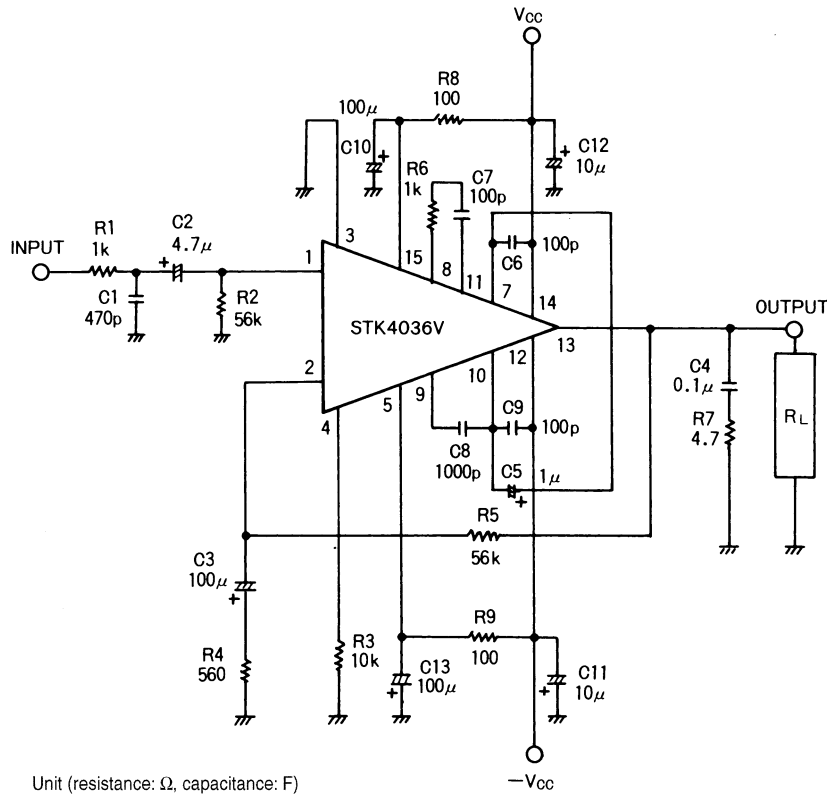 VCC
R8
100
100μ
C10
C12
10μ
R6
1k
C7
100p
R1
1k
C2
4.7μ
INPUT
C1
470p
R2
56k
1
3
15
8
11
7
C6
100p
14
STK4036V
OUTPUT
2
4
5
9
10
12
13
C4
0.1μ
R7
4.7
RL
C9
100p
C8
1000p
C5
1μ
R5
56k
C3
100μ
R4
560
R3
10k
R9
100
C13
100μ
C11
10μ
−VCC
Unit (resistance: Ω, capacitance: F)
+
+
+
+
+
+
+